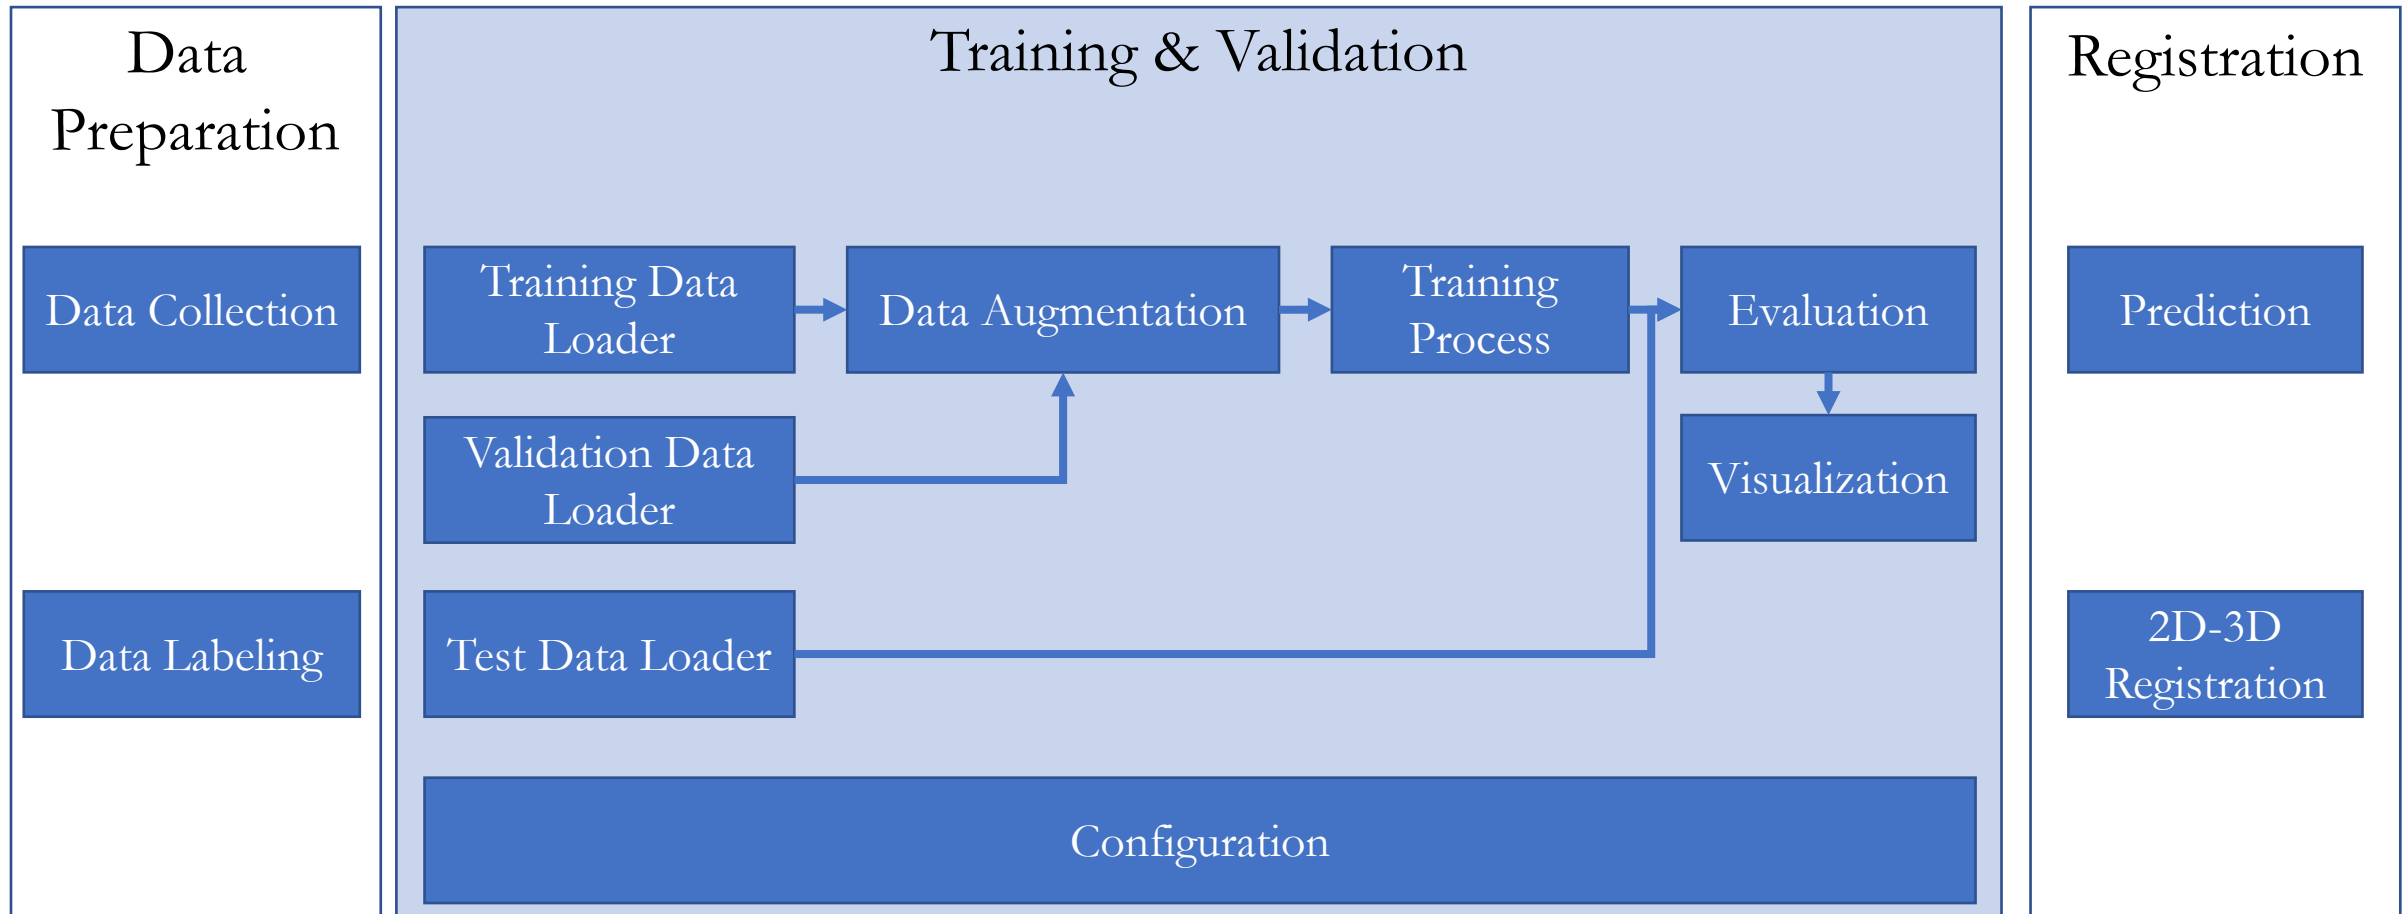 Data
Preparation
Data Collection
Data Labeling
Training & Validation
Training Data
Loader
Data Augmentation
Training
Process
Evaluation
Validation Data
Loader
Visualization
Test Data Loader
Configuration
Registration
Prediction
2D-3D
Registration